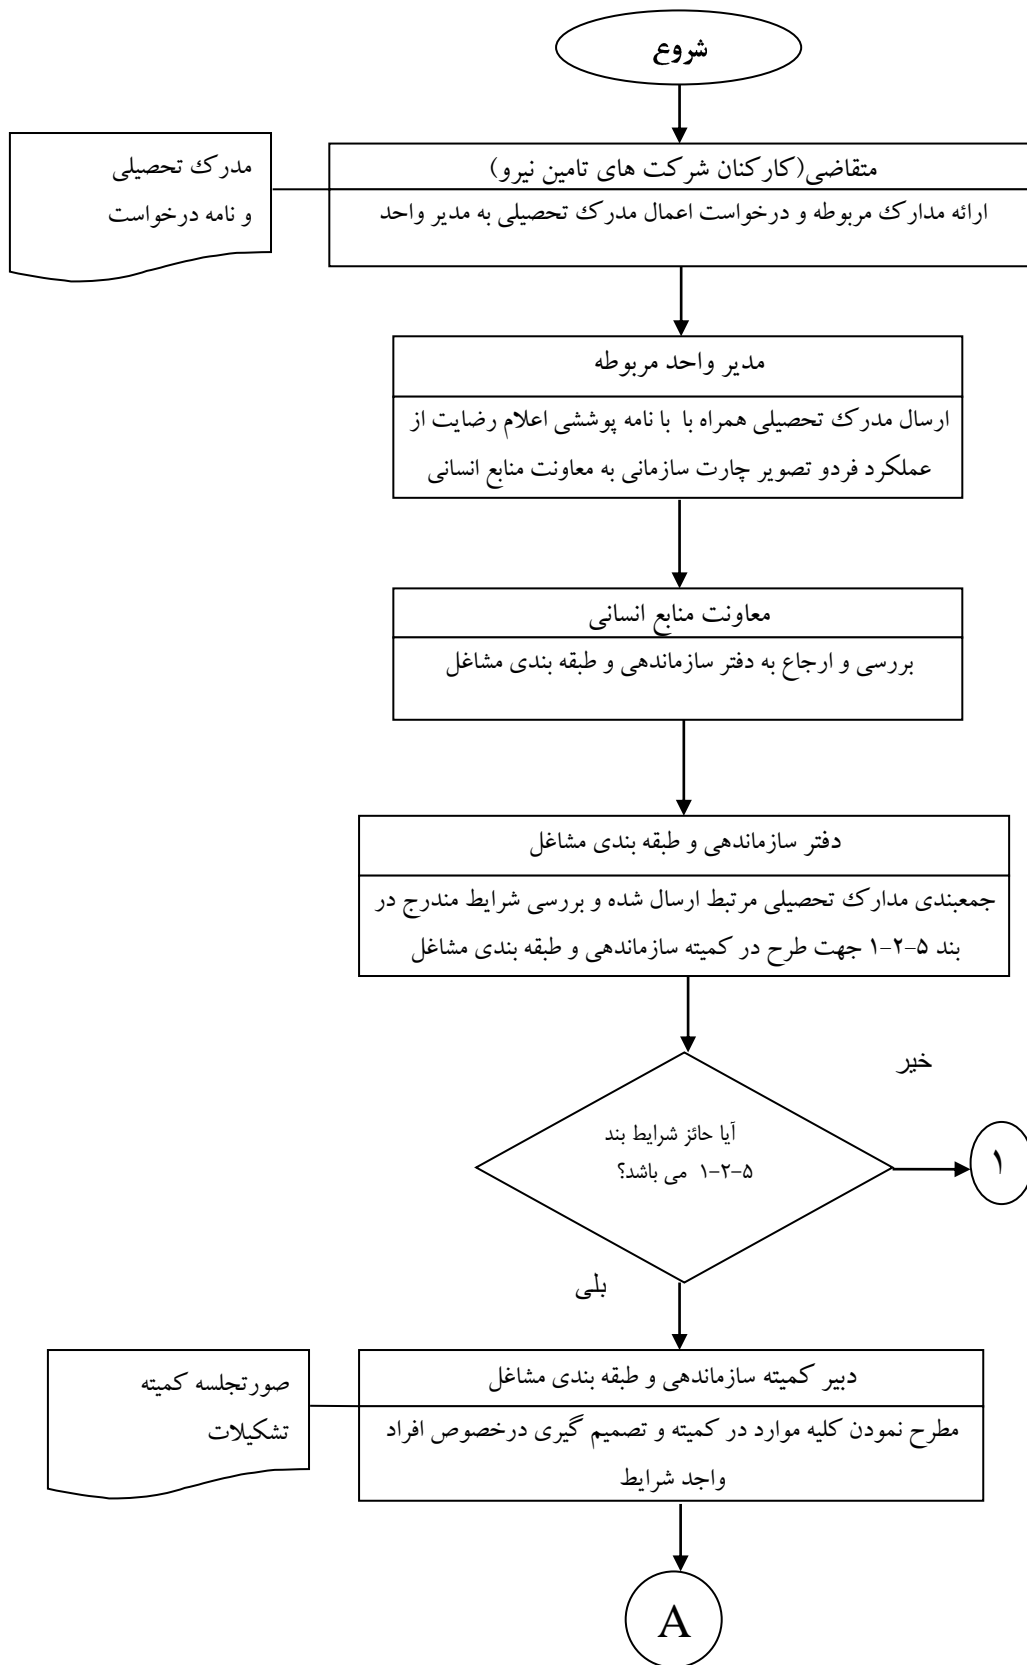 شروع
متقاضی(کارکنان شرکت های تامین نیرو)
ارائه مدارک مربوطه و درخواست اعمال مدرک تحصیلی به مدیر واحد
مدرک تحصیلی
و نامه درخواست
مدیر واحد مربوطه
ارسال مدرک تحصیلی همراه با با نامه پوششی اعلام رضایت از
عملکرد فردو تصویر چارت سازمانی به معاونت منابع انسانی
معاونت منابع انسانی
بررسی و ارجاع به دفتر سازماندهی و طبقه بندی مشاغل
دفتر سازماندهی و طبقه بندی مشاغل
جمعبندی مدارک تحصیلی مرتبط ارسال شده و بررسی شرایط مندرج در
بند ۵-۲-۱ جهت طرح در کمیته سازماندهی و طبقه بندی مشاغل
خیر
آیا حائز شرایط بند
۵-۲-۱ می باشد؟
۱
بلی
دبیر کمیته سازماندهی و طبقه بندی مشاغل
مطرح نمودن کلیه موارد در کمیته و تصمیم گیری درخصوص افراد
واجد شرایط
صورتجلسه کمیته
تشکیلات
A